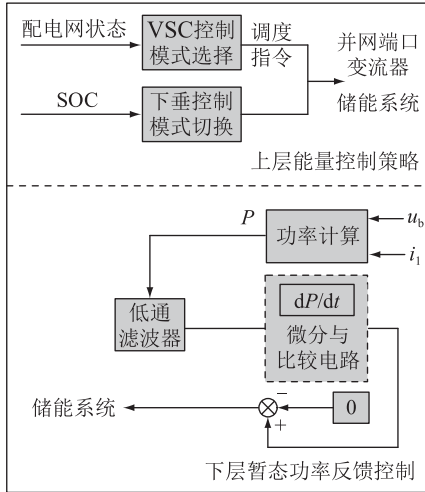 配电网状态
VSC控制
模式选择
调度
指令
并网端口
变流器
储能系统
SOC
下垂控制
模式切换
上层能量控制策略
P
功率计算
u_b
i_1
低通
滤波器
dP/dt
微分与
比较电路
储能系统
−
+
0
下层暂态功率反馈控制